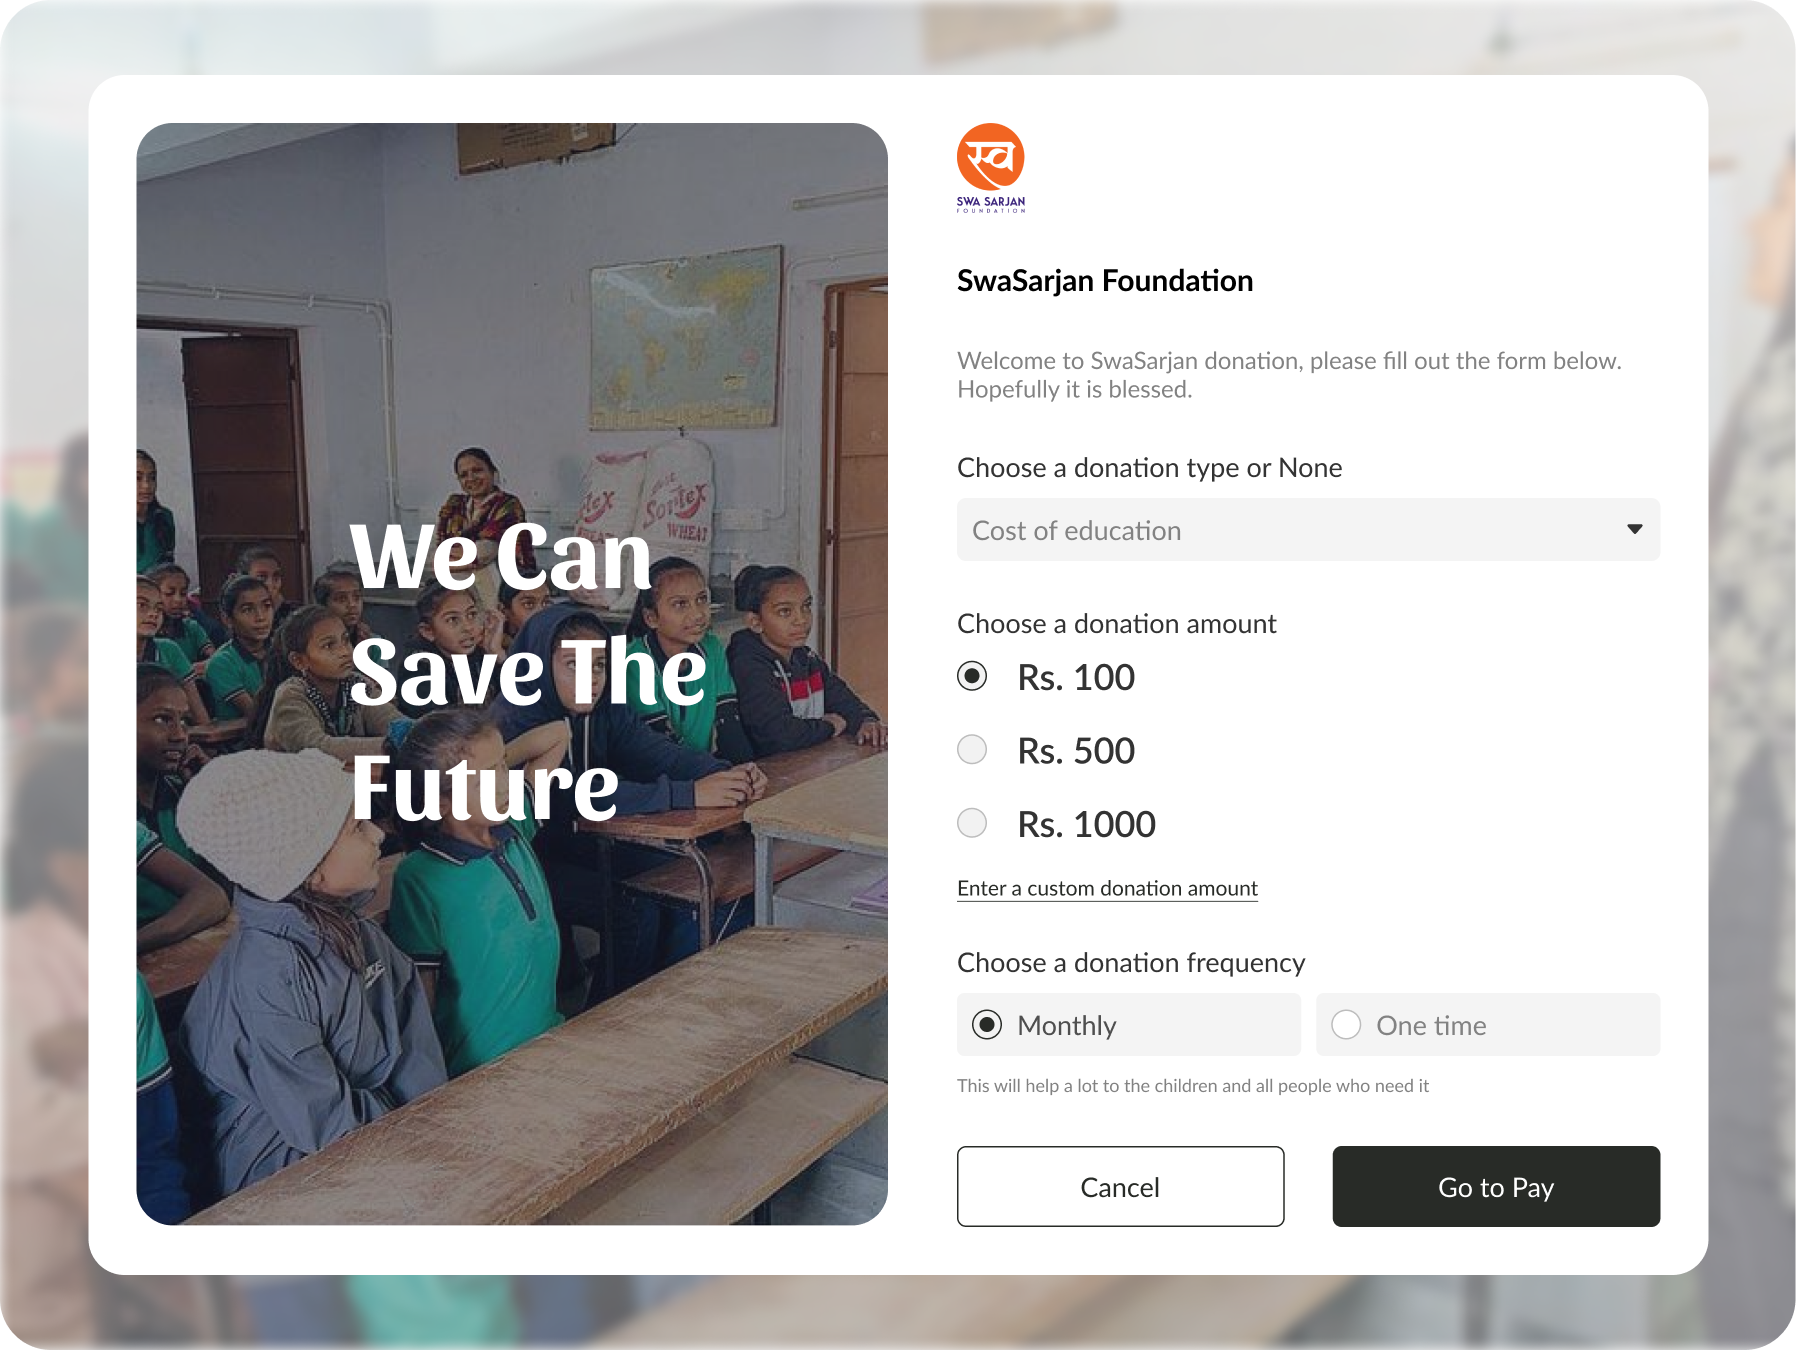 We Can
Save The
Future
Sortex
WHEAT
स्व
SWA SARJAN
FOUNDATION
SwaSarjan Foundation
Welcome to SwaSarjan donation, please fill out the form below.
Hopefully it is blessed.
Choose a donation type or None
Cost of education
Choose a donation amount
Rs. 100
Rs. 500
Rs. 1000
Enter a custom donation amount
Choose a donation frequency
Monthly
One time
This will help a lot to the children and all people who need it
Cancel
Go to Pay